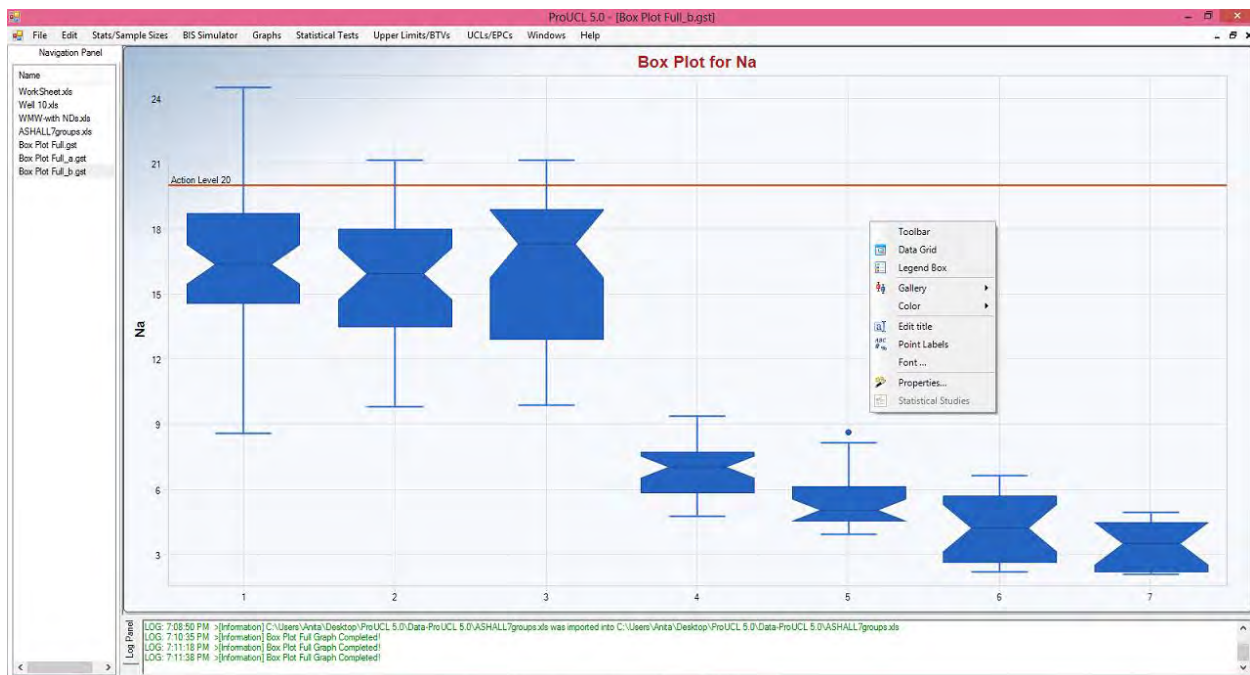 ProUCL 5.0 - [Box Plot Full_b.gst]
File Edit Stats/Sample Sizes BIS Simulator Graphs Statistical Tests Upper Limits/BTVs UCLs/EPCs Windows Help
Navigation Panel
Name
WorkSheet.xls
Well 10.xls
WMW-with NDs.xls
ASHALL7groups.xls
Box Plot Full.gst
Box Plot Full_a.gst
Box Plot Full_b.gst
Box Plot for Na
Na
24
21
18
15
12
9
6
3
Action Level 20
Toolbar
Data Grid
Legend Box
Gallery
Color
Edit title
Point Labels
Font ...
Properties...
Statistical Studies
1 2 3 4 5 6 7
Log Panel
LOG: 7:08:50 PM >[Information] C:\Users\Anita\Desktop\ProUCL 5.0\Data-ProUCL 5.0\ASHALL7groups.xls was imported into C:\Users\Anita\Desktop\ProUCL 5.0\Data-ProUCL 5.0\ASHALL7groups.xls
LOG: 7:10:35 PM >[Information] Box Plot Full Graph Completed!
LOG: 7:11:18 PM >[Information] Box Plot Full Graph Completed!
LOG: 7:11:38 PM >[Information] Box Plot Full Graph Completed!